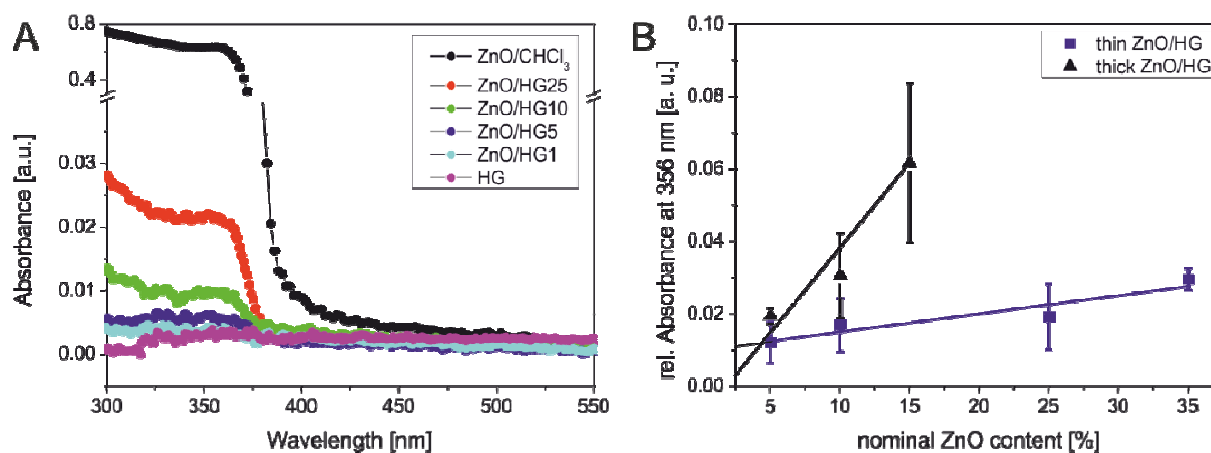 A
ZnO/CHCl3
ZnO/HG25
ZnO/HG10
ZnO/HG5
ZnO/HG1
HG
0.8
0.4
0.03
0.02
0.01
0.00
Absorbance [a.u.]
300 350 400 450 500 550
Wavelength [nm]
B
thin ZnO/HG
thick ZnO/HG
0.10
0.08
0.06
0.04
0.02
0.00
rel. Absorbance at 356 nm [a. u.]
5 10 15 20 25 30 35
nominal ZnO content [%]